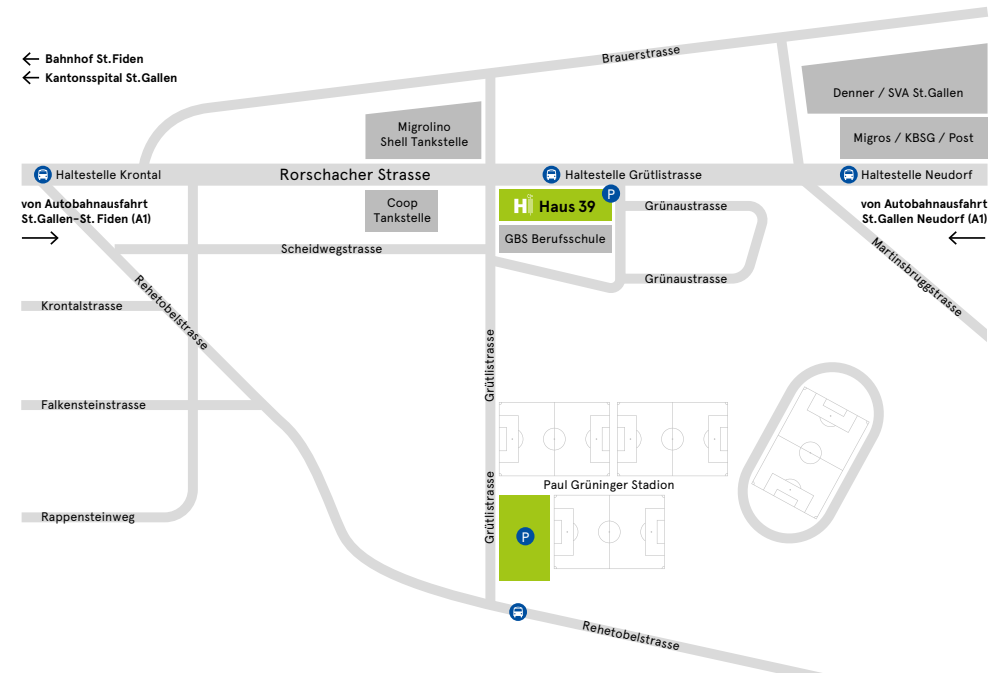 Bahnhof St.Fiden
Kantonsspital St.Gallen
Brauerstrasse
Denner / SVA St.Gallen
Migrolino
Shell Tankstelle
Migros / KBSG / Post
Haltestelle Krontal
Rorschacher Strasse
Haltestelle Grütlistrasse
Haltestelle Neudorf
von Autobahnausfahrt
St.Gallen-St. Fiden (A1)
Coop
Tankstelle
Hi Haus 39
P
Grünaustrasse
von Autobahnausfahrt
St.Gallen Neudorf (A1)
GBS Berufsschule
Scheidwegstrasse
Martinsbruggstrasse
Grünaustrasse
Rehetobelstrasse
Krontalstrasse
Grütlistrasse
Falkensteinstrasse
Paul Grüninger Stadion
Grütlistrasse
Rappensteinweg
P
Rehetobelstrasse